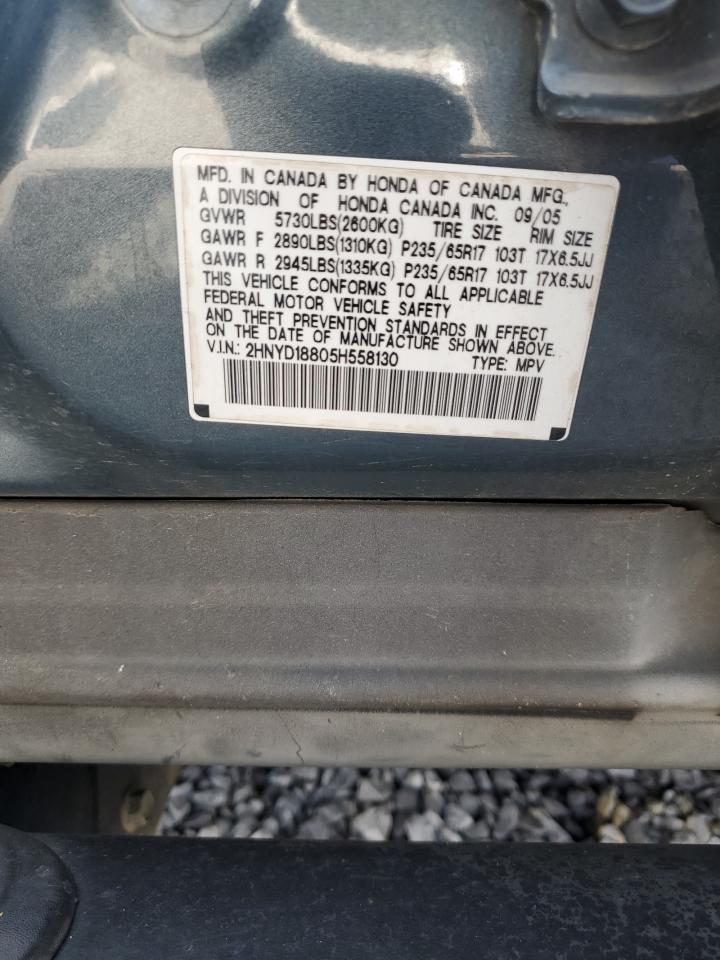 MFD. IN CANADA BY HONDA OF CANADA MFG.,
A DIVISION OF HONDA CANADA INC. 09/05
GVWR 5730LBS(2600KG) TIRE SIZE RIM SIZE
GAWR F 2890LBS(1310KG) P235/65R17 103T 17X6.5JJ
GAWR R 2945LBS(1335KG) P235/65R17 103T 17X6.5JJ
THIS VEHICLE CONFORMS TO ALL APPLICABLE
FEDERAL MOTOR VEHICLE SAFETY
AND THEFT PREVENTION STANDARDS IN EFFECT
ON THE DATE OF MANUFACTURE SHOWN ABOVE.
V.I.N.: 2HNYD18805H558130 TYPE: MPV